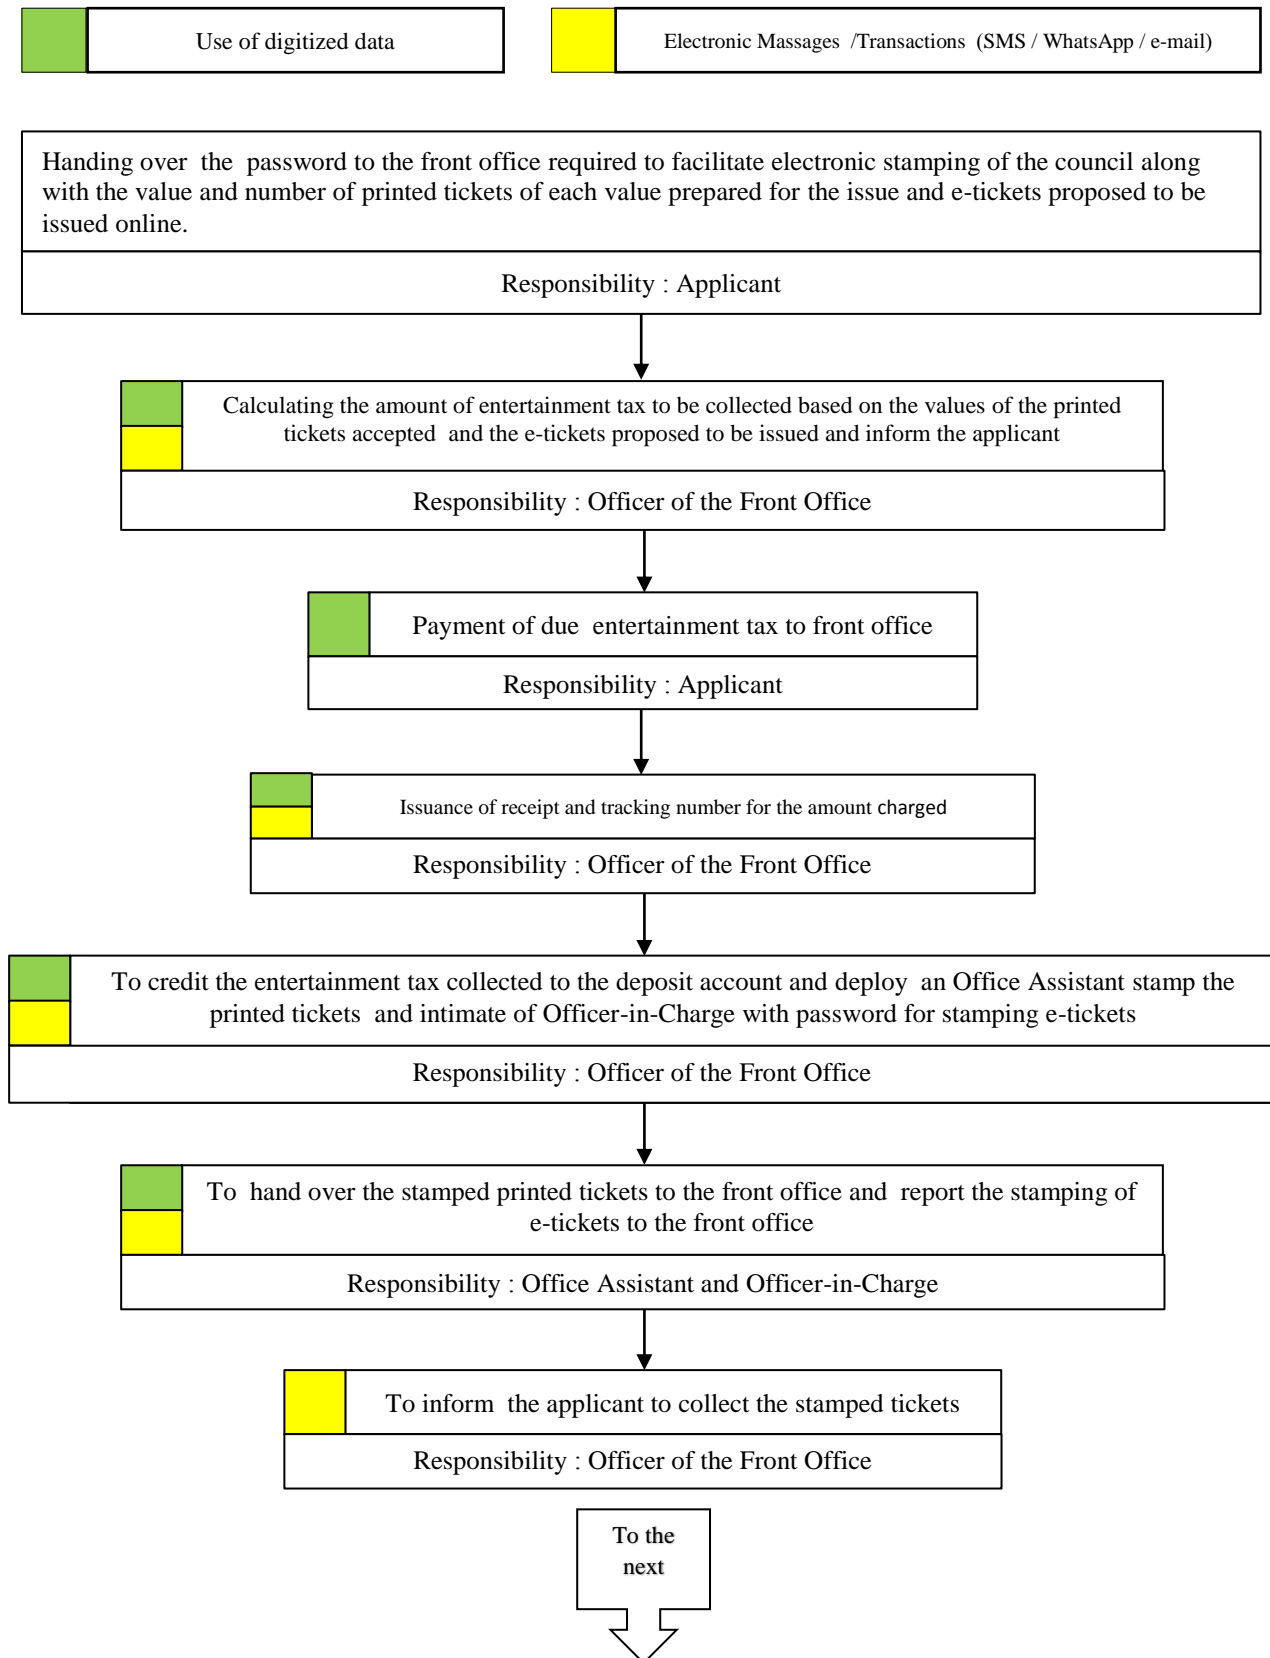 Use of digitized data
Electronic Massages /Transactions (SMS / WhatsApp / e-mail)
Handing over the password to the front office required to facilitate electronic stamping of the council along
with the value and number of printed tickets of each value prepared for the issue and e-tickets proposed to be
issued online.
Responsibility : Applicant
Calculating the amount of entertainment tax to be collected based on the values of the printed
tickets accepted and the e-tickets proposed to be issued and inform the applicant
Responsibility : Officer of the Front Office
Payment of due entertainment tax to front office
Responsibility : Applicant
Issuance of receipt and tracking number for the amount charged
Responsibility : Officer of the Front Office
To credit the entertainment tax collected to the deposit account and deploy an Office Assistant stamp the
printed tickets and intimate of Officer-in-Charge with password for stamping e-tickets
Responsibility : Officer of the Front Office
To hand over the stamped printed tickets to the front office and report the stamping of
e-tickets to the front office
Responsibility : Office Assistant and Officer-in-Charge
To inform the applicant to collect the stamped tickets
Responsibility : Officer of the Front Office
To the
next